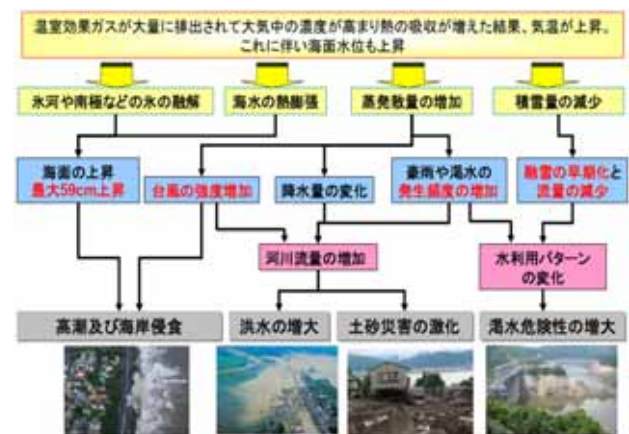 温室効果ガスが大量に排出されて大気中の濃度が高まり熱の吸収が増えた結果、気温が上昇。
これに伴い海面水位も上昇
氷河や南極などの氷の融解
海水の熱膨張
蒸発散量の増加
積雪量の減少
海面の上昇
最大59cm上昇
台風の強度増加
降水量の変化
豪雨や渇水の
発生頻度の増加
融雪の早期化と
流量の減少
河川流量の増加
水利用パターン
の変化
高潮及び海岸侵食
洪水の増大
土砂災害の激化
渇水危険性の増大